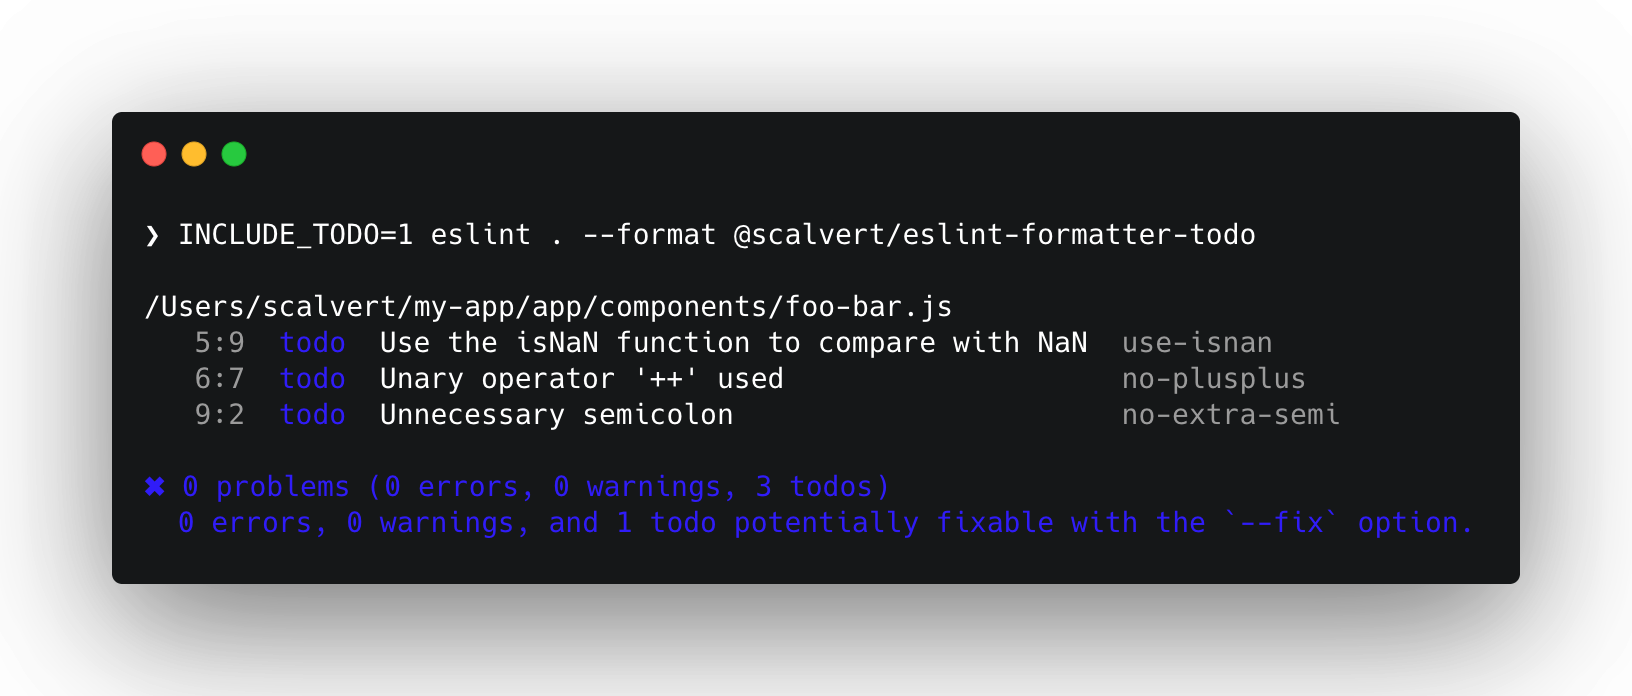 ❯ INCLUDE_TODO=1 eslint . --format @scalvert/eslint-formatter-todo
/Users/scalvert/my-app/app/components/foo-bar.js
5:9 todo Use the isNaN function to compare with NaN use-isnan
6:7 todo Unary operator '++' used no-plusplus
9:2 todo Unnecessary semicolon no-extra-semi
✖ 0 problems (0 errors, 0 warnings, 3 todos)
0 errors, 0 warnings, and 1 todo potentially fixable with the `--fix` option.